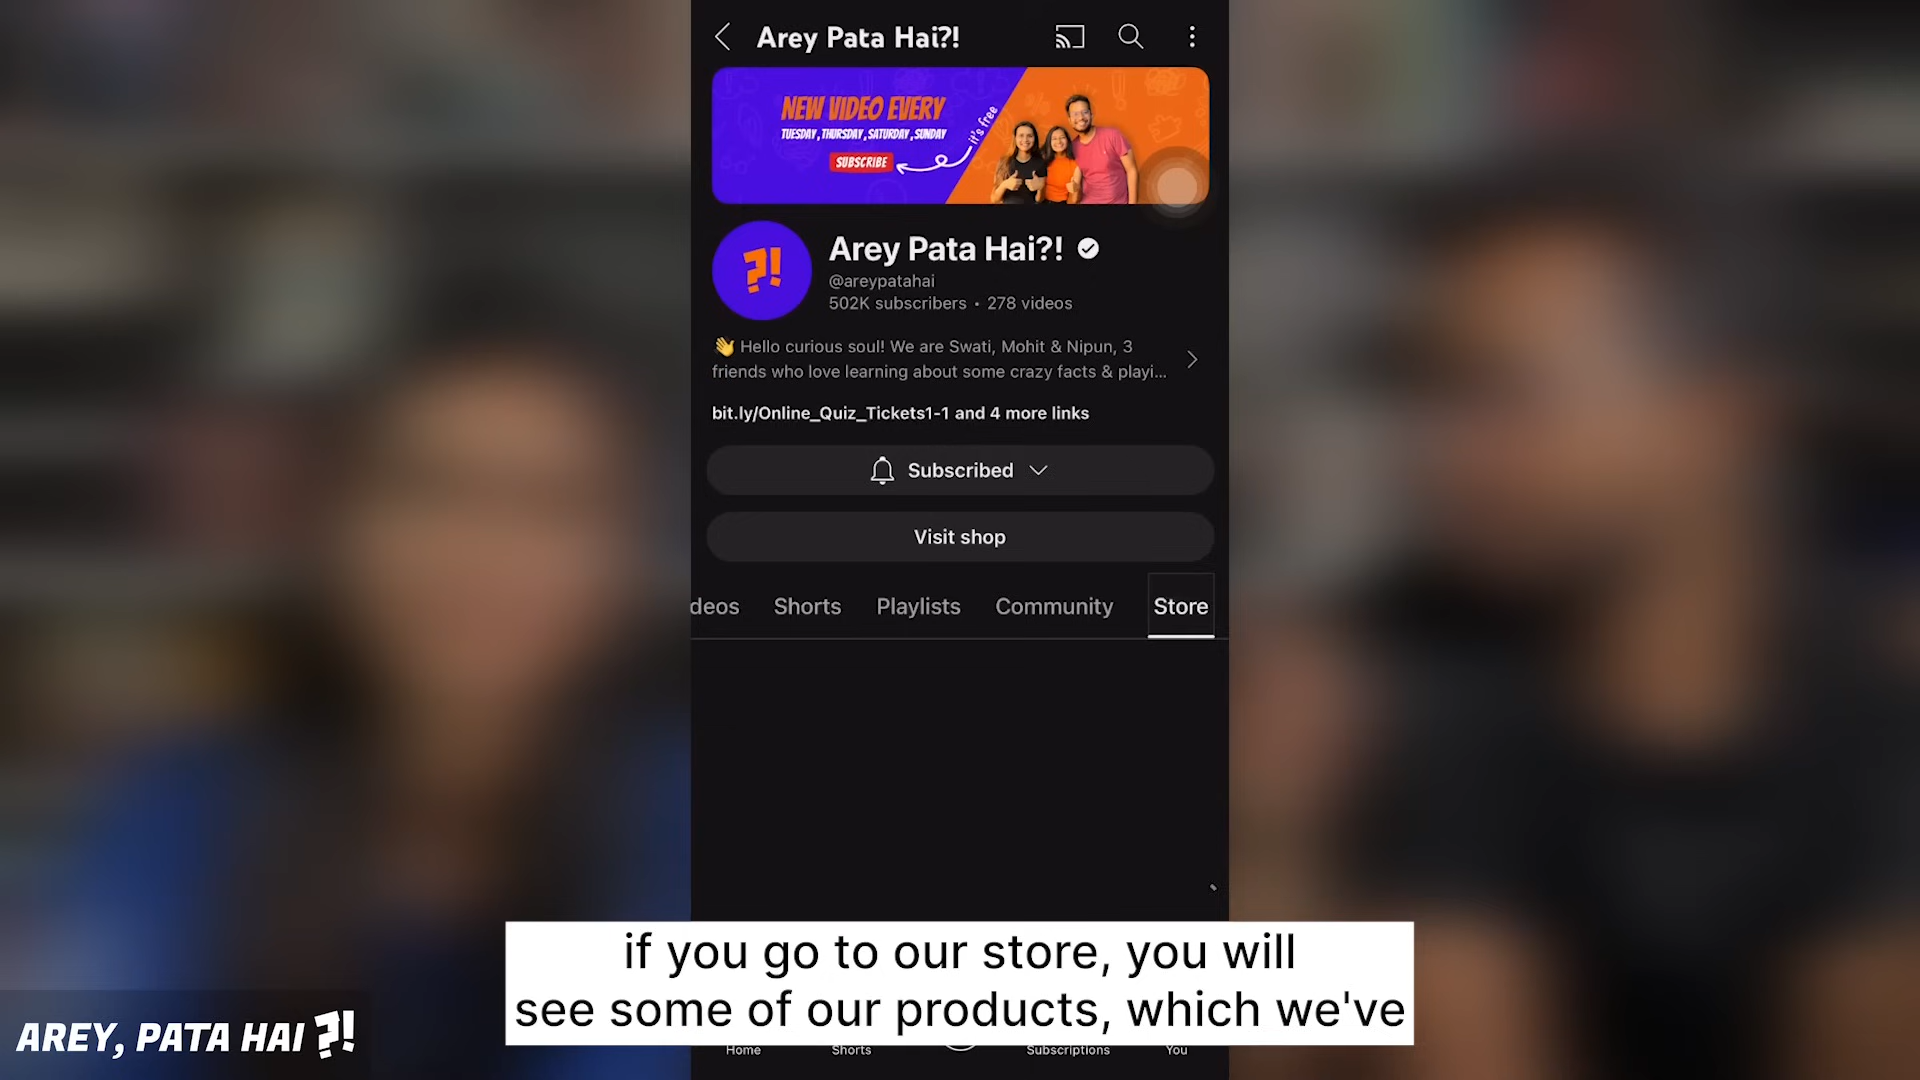 Arey Pata Hai?!
NEW VIDEO EVERY
TUESDAY, THURSDAY, SATURDAY, SUNDAY
SUBSCRIBE
it's free
?!
Arey Pata Hai?!
@areypatahai
502K subscribers • 278 videos
👋 Hello curious soul! We are Swati, Mohit & Nipun, 3
friends who love learning about some crazy facts & playi...
bit.ly/Online_Quiz_Tickets1-1 and 4 more links
Subscribed
Visit shop
deos Shorts Playlists Community Store
if you go to our store, you will
see some of our products, which we've
Home Shorts Subscriptions You
AREY, PATA HAI ?!